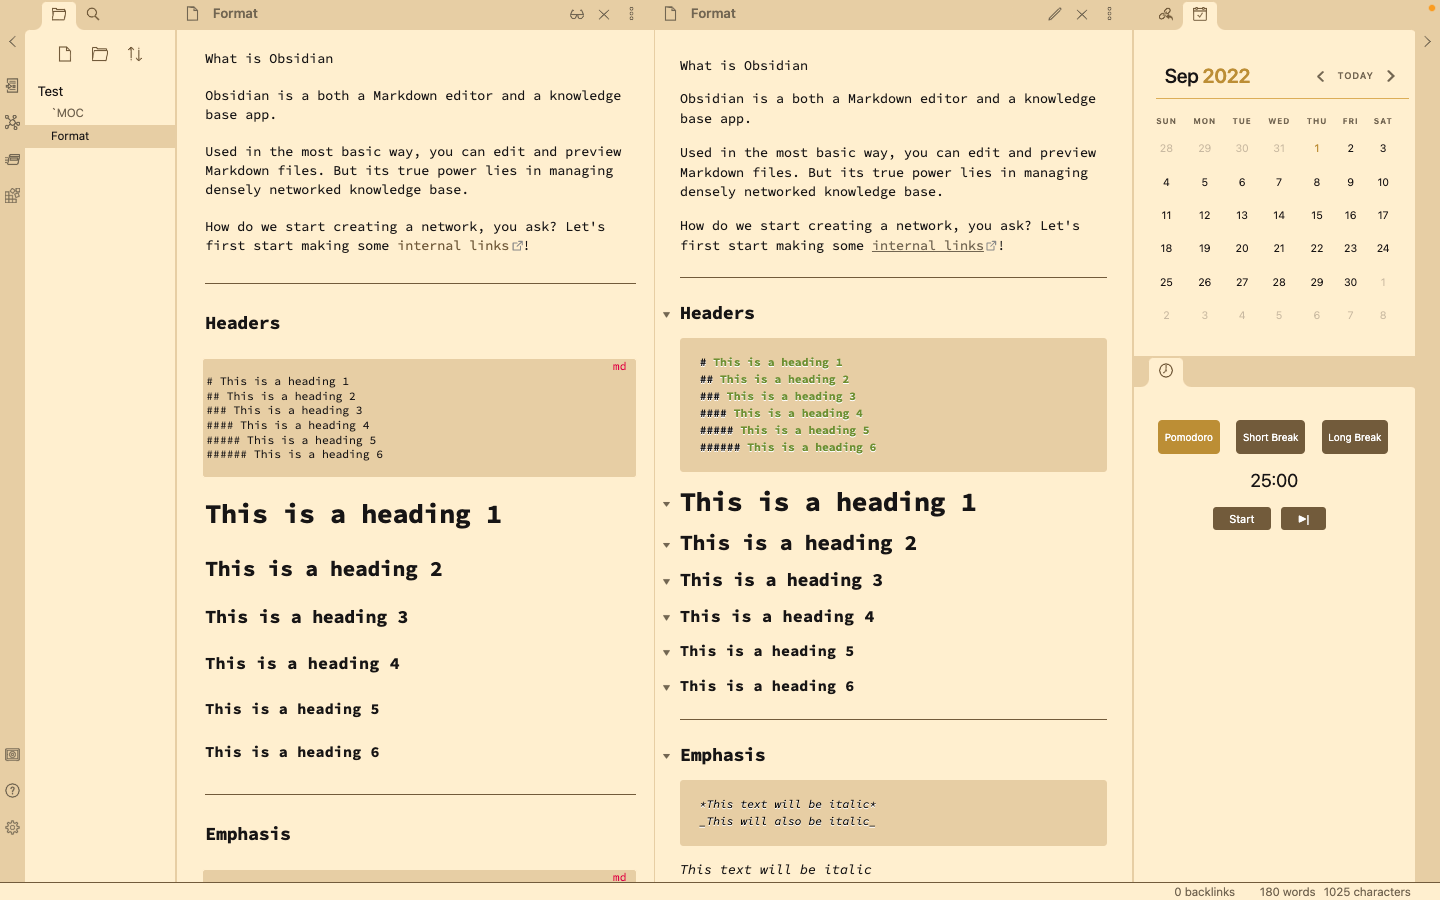 Test
`MOC
Format
Format
What is Obsidian
Obsidian is a both a Markdown editor and a knowledge
base app.
Used in the most basic way, you can edit and preview
Markdown files. But its true power lies in managing
densely networked knowledge base.
How do we start creating a network, you ask? Let's
first start making some internal links!
Headers
md
# This is a heading 1
## This is a heading 2
### This is a heading 3
#### This is a heading 4
##### This is a heading 5
###### This is a heading 6
This is a heading 1
This is a heading 2
This is a heading 3
This is a heading 4
This is a heading 5
This is a heading 6
Emphasis
md
Format
What is Obsidian
Obsidian is a both a Markdown editor and a knowledge
base app.
Used in the most basic way, you can edit and preview
Markdown files. But its true power lies in managing
densely networked knowledge base.
How do we start creating a network, you ask? Let's
first start making some internal links!
Headers
# This is a heading 1
## This is a heading 2
### This is a heading 3
#### This is a heading 4
##### This is a heading 5
###### This is a heading 6
This is a heading 1
This is a heading 2
This is a heading 3
This is a heading 4
This is a heading 5
This is a heading 6
Emphasis
*This text will be italic*
_This will also be italic_
This text will be italic
Sep 2022 TODAY
SUN MON TUE WED THU FRI SAT
28 29 30 31 1 2 3
4 5 6 7 8 9 10
11 12 13 14 15 16 17
18 19 20 21 22 23 24
25 26 27 28 29 30 1
2 3 4 5 6 7 8
Pomodoro Short Break Long Break
25:00
Start
0 backlinks 180 words 1025 characters